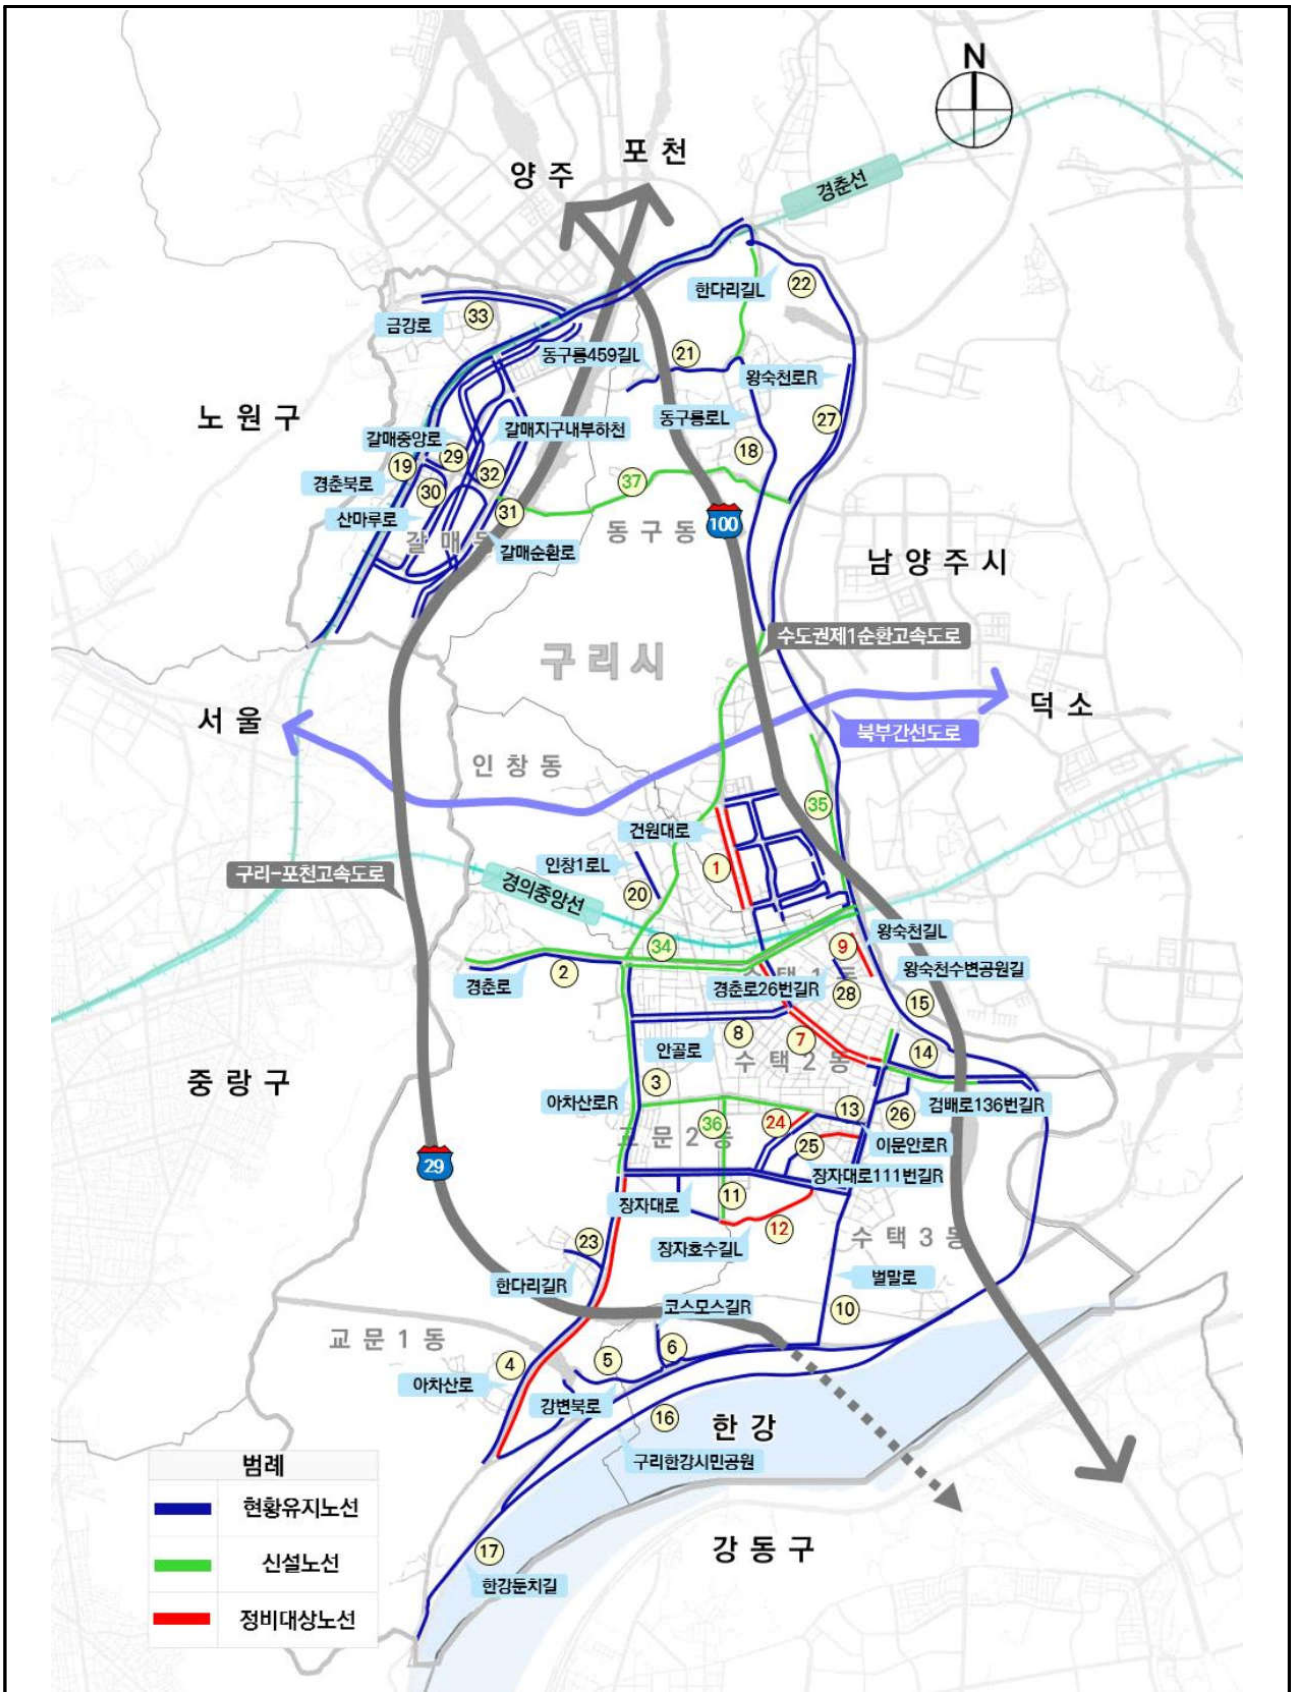 N
포천
양주
경춘선
한다리길L
22
금강로
33
동구릉459길L
21
왕숙천로R
노원구
동구릉로L
27
갈매중앙로
갈매지구내부하천
18
19
29
32
경춘북로
30
37
산마루로
31
100
갈매동
갈매순환로
동구동
남양주시
수도권제1순환고속도로
구리시
서울
덕소
북부간선도로
인창동
35
건원대로
인창1로L
1
구리-포천고속도로
20
경의중앙선
왕숙천길L
34
9
왕숙천수변공원길
경춘로
2
수택1동
경춘로26번길R
28
15
8
7
안골로
수택2동
14
중랑구
3
아차산로R
검배로136번길R
13
26
24
36
교문2동
이문안로R
25
29
장자대로111번길R
11
장자대로
12
23
장자호수길L
수택3동
한다리길R
벌말로
코스모스길R
10
교문1동
6
5
4
아차산로
강변북로
16
한강
구리한강시민공원
범례
현황유지노선
신설노선
정비대상노선
강동구
17
한강둔치길